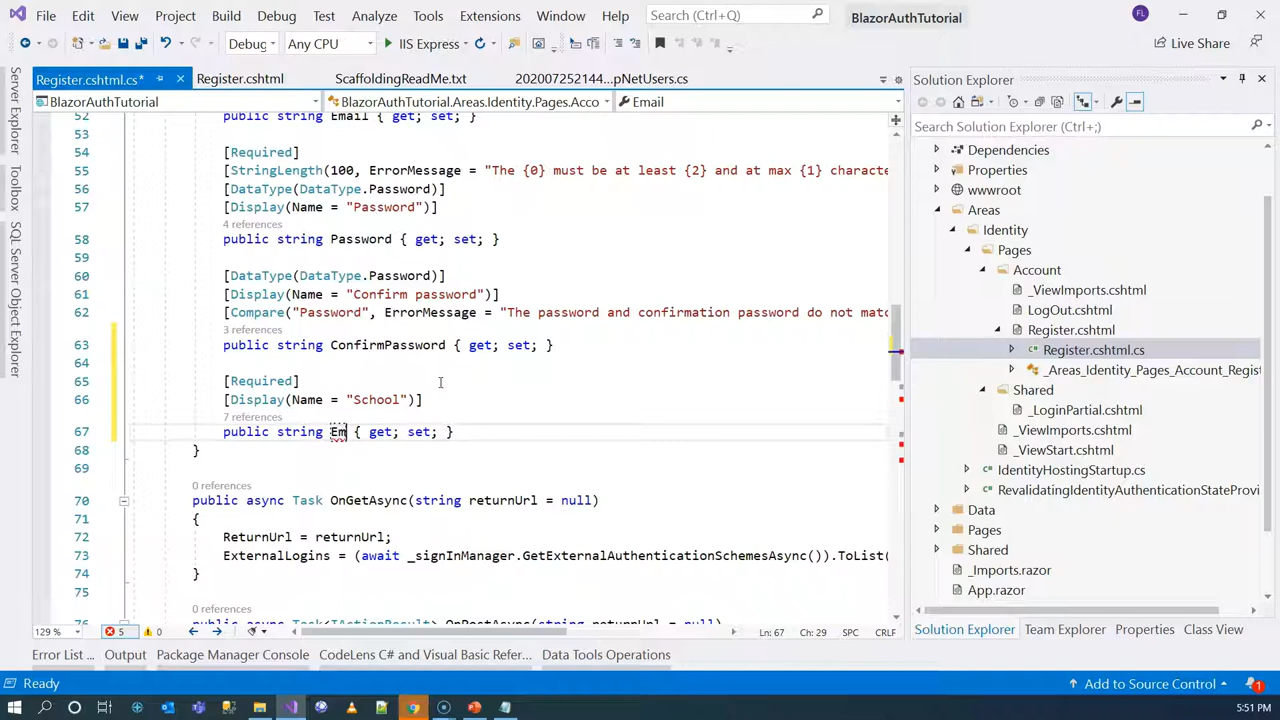 File Edit View Project Build Debug Test Analyze Tools Extensions Window Help Search (Ctrl+Q) BlazorAuthTutorial FL
Debug Any CPU IIS Express Live Share
Register.cshtml.cs* Register.cshtml ScaffoldingReadMe.txt 202007252144...pNetUsers.cs
BlazorAuthTutorial BlazorAuthTutorial.Areas.Identity.Pages.Acco Email
Server Explorer
Toolbox
SQL Server Object Explorer
52 public string Email { get; set; }
53
54 [Required]
55 [StringLength(100, ErrorMessage = "The {0} must be at least {2} and at max {1} characte
56 [DataType(DataType.Password)]
57 [Display(Name = "Password")]
4 references
58 public string Password { get; set; }
59
60 [DataType(DataType.Password)]
61 [Display(Name = "Confirm password")]
62 [Compare("Password", ErrorMessage = "The password and confirmation password do not matc
3 references
63 public string ConfirmPassword { get; set; }
64
65 [Required]
66 [Display(Name = "School")]
7 references
67 public string Em { get; set; }
68 }
69
0 references
70 public async Task OnGetAsync(string returnUrl = null)
71 {
72 ReturnUrl = returnUrl;
73 ExternalLogins = (await _signInManager.GetExternalAuthenticationSchemesAsync()).ToList(
74 }
75
0 references
76 public async Task<IActionResult> OnPostAsync(string returnUrl = null)
129 % 5 0 Ln: 67 Ch: 29 SPC CRLF
Solution Explorer
Search Solution Explorer (Ctrl+;)
Dependencies
Properties
wwwroot
Areas
Identity
Pages
Account
_ViewImports.cshtml
LogOut.cshtml
Register.cshtml
Register.cshtml.cs
_Areas_Identity_Pages_Account_Regist
Shared
_LoginPartial.cshtml
_ViewImports.cshtml
_ViewStart.cshtml
IdentityHostingStartup.cs
RevalidatingIdentityAuthenticationStateProvi
Data
Pages
Shared
_Imports.razor
App.razor
Solution Explorer Team Explorer Properties Class View
Error List ... Output Package Manager Console CodeLens C# and Visual Basic Refer... Data Tools Operations
Ready Add to Source Control 1
5:51 PM